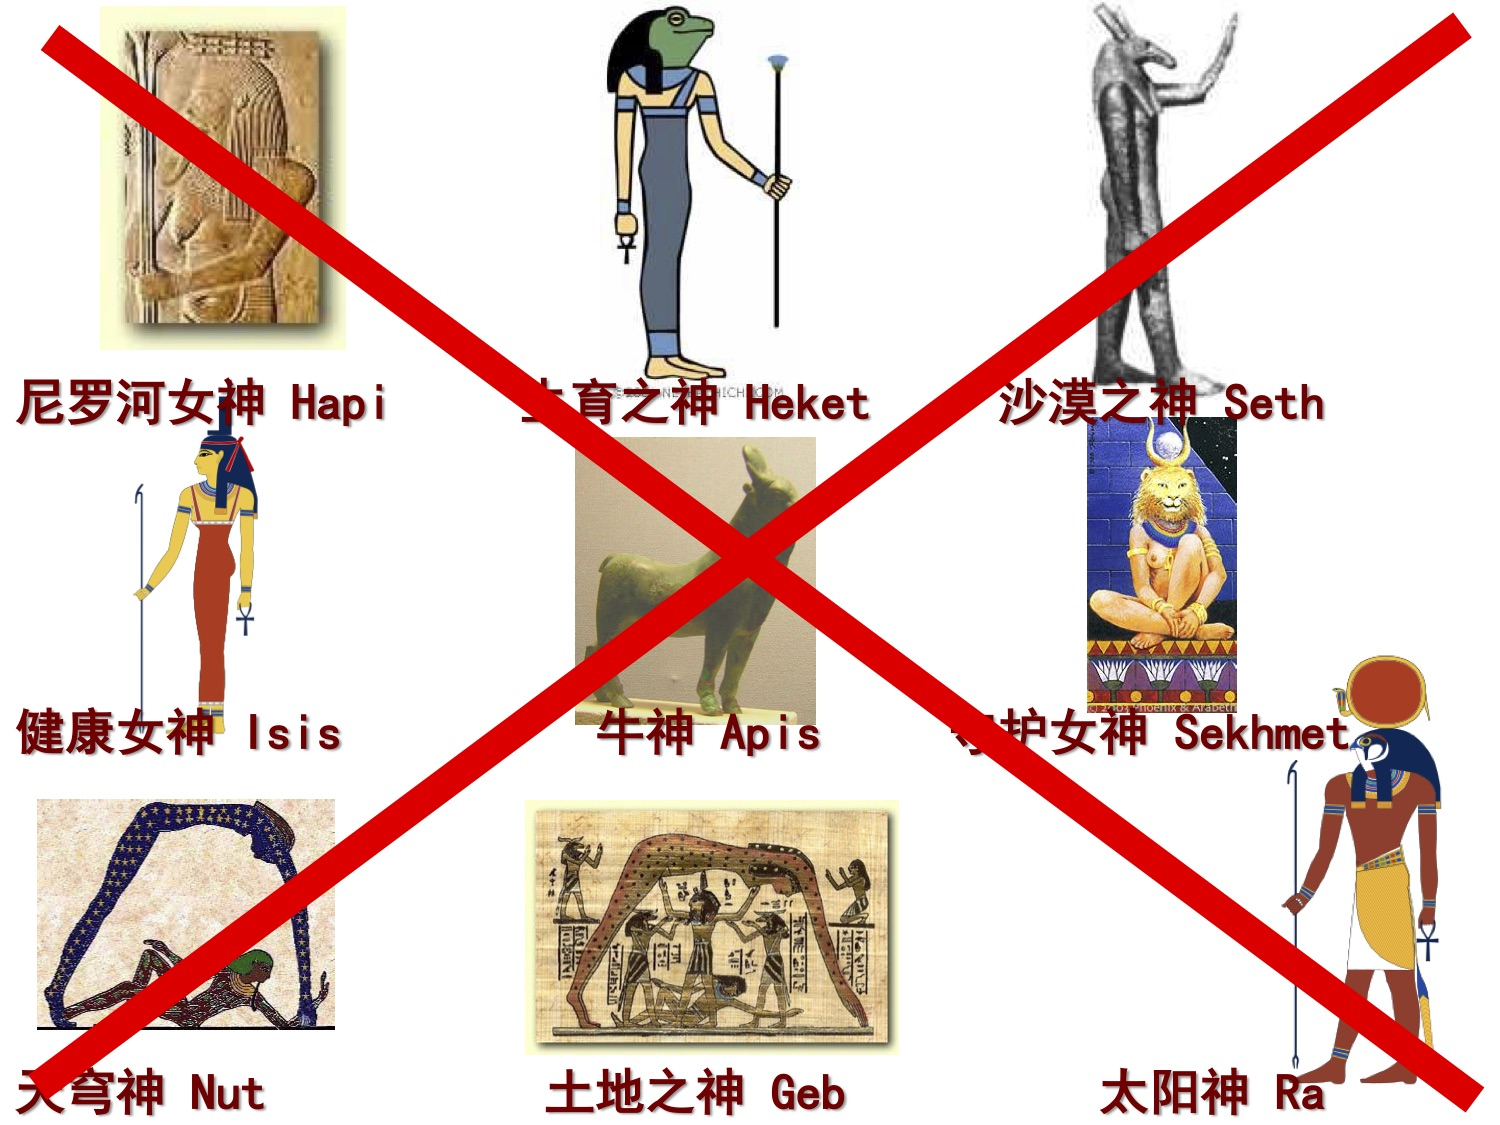 尼罗河女神 Hapi
生育之神 Heket
沙漠之神 Seth
健康女神 Isis
牛神 Apis
护女神 Sekhmet
天穹神 Nut
土地之神 Geb
太阳神 Ra